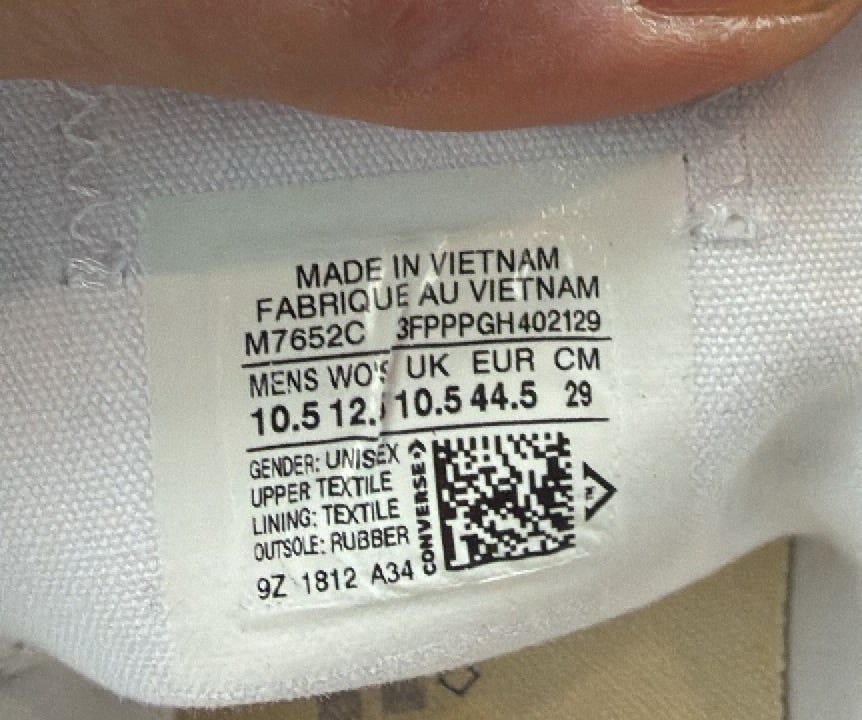 MADE IN VIETNAM
FABRIQUE AU VIETNAM
M7652C 3FPPPGH402129
MENS WO'S UK EUR CM
10.5 10.5 44.5 29
GENDER: UNISEX
UPPER TEXTILE
LINING: TEXTILE
OUTSOLE: RUBBER
9Z 1812 A34
CONVERSE